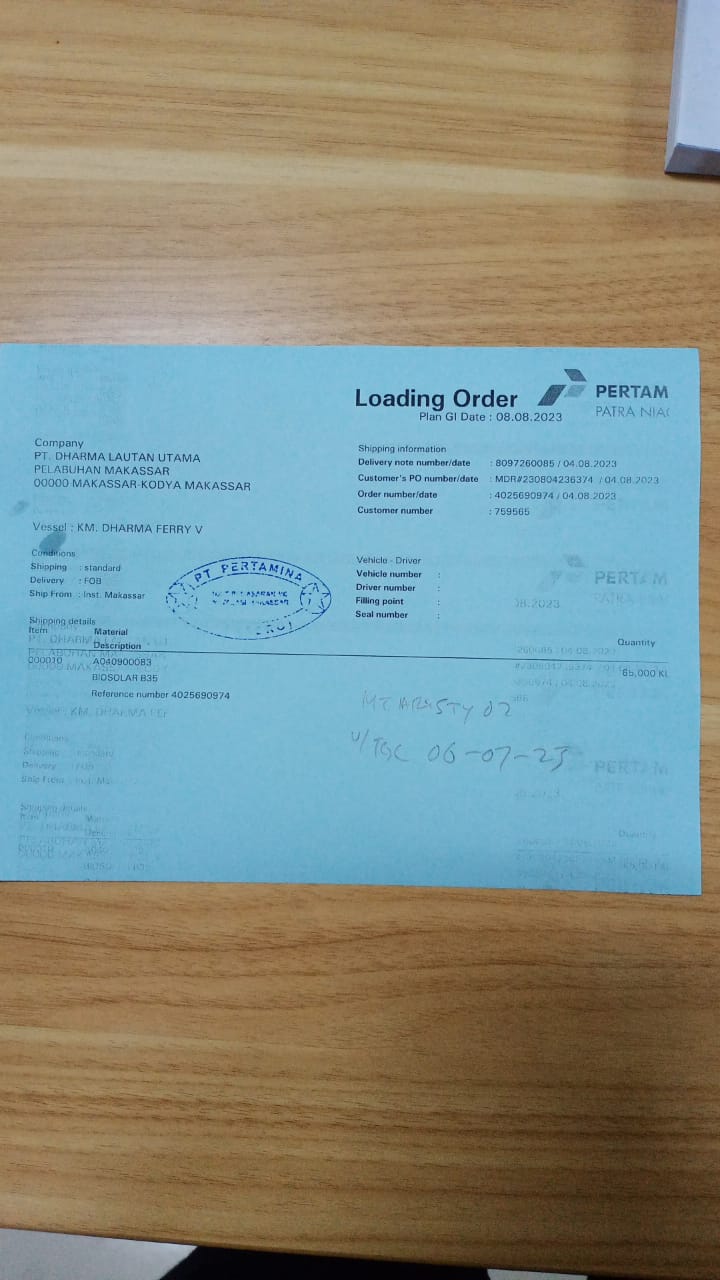 Loading Order
PERTAM
PATRA NIAG
Plan GI Date : 08.08.2023
Company
PT. DHARMA LAUTAN UTAMA
PELABUHAN MAKASSAR
00000 MAKASSAR-KODYA MAKASSAR
Shipping information
Delivery note number/date : 8097260085 / 04.08.2023
Customer's PO number/date : MDR#230804236374 / 04.08.2023
Order number/date : 4025690974 / 04.08.2023
Customer number : 759565
Vessel : KM. DHARMA FERRY V
Conditions
Shipping : standard
Delivery : FOB
Ship From : Inst. Makassar
PT PERTAMINA
Vehicle - Driver
Vehicle number :
Driver number :
Filling point :
Seal number :
Shipping details
Item Material Quantity
Description
000010 A040900083 65,000 KL
BIOSOLAR B35
Reference number 4025690974
02
06-07-23